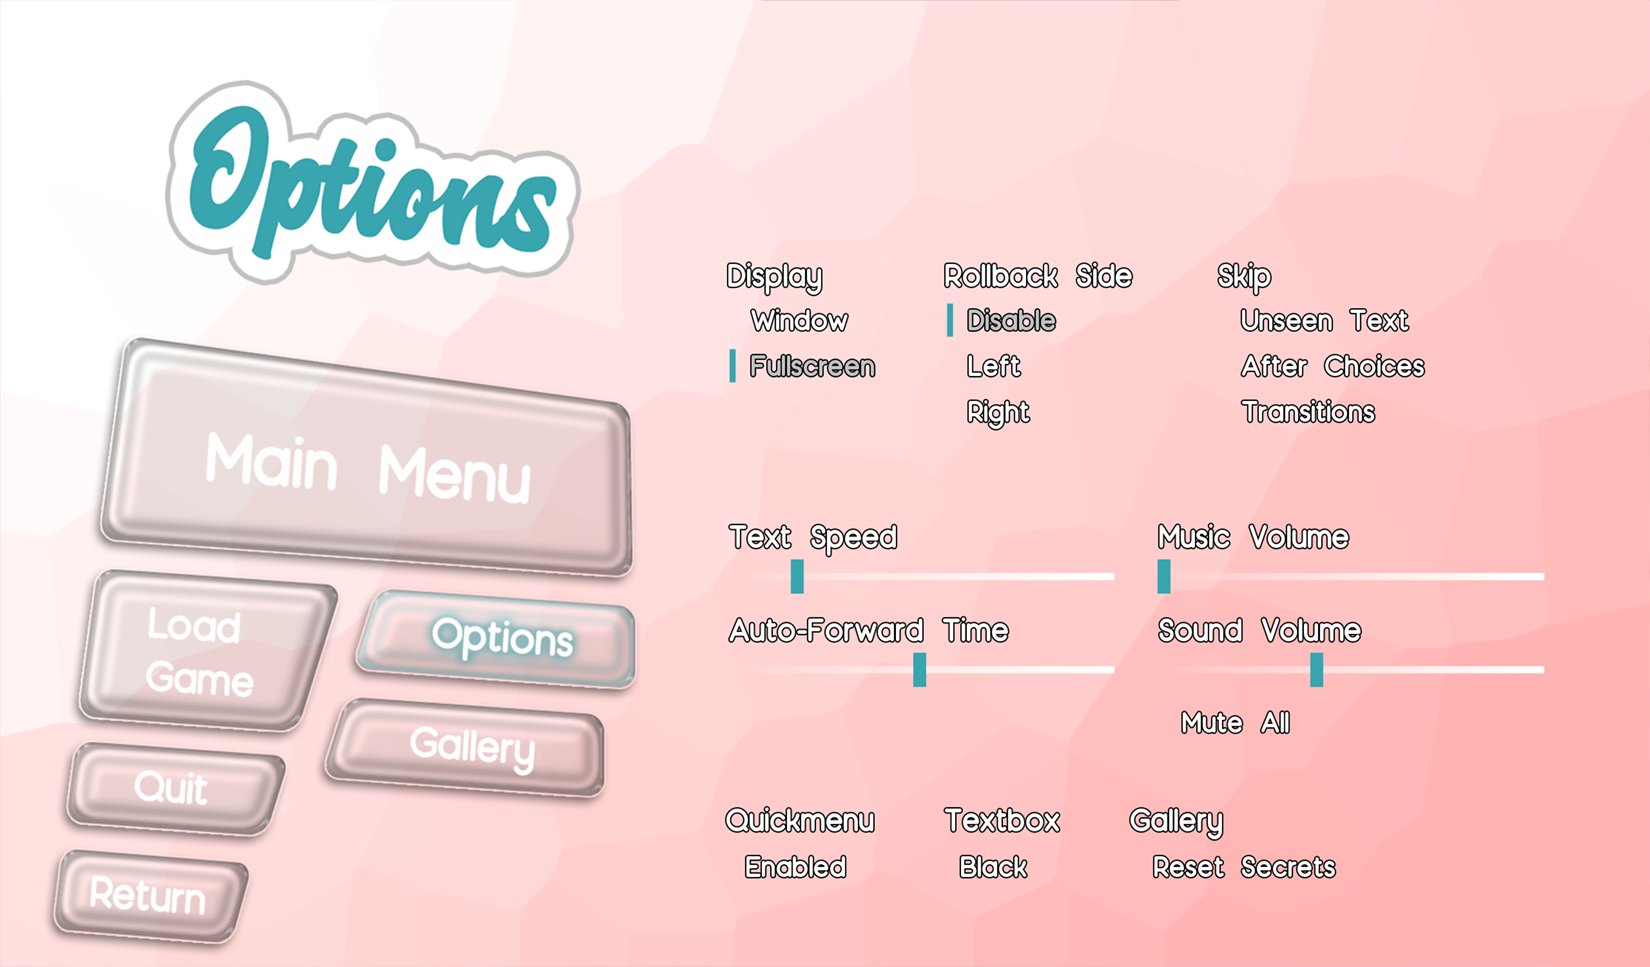 Options
Main Menu
Load
Game
Options
Gallery
Quit
Return
Display
Window
Fullscreen
Rollback Side
Disable
Left
Right
Skip
Unseen Text
After Choices
Transitions
Text Speed
Auto-Forward Time
Music Volume
Sound Volume
Mute All
Quickmenu
Enabled
Textbox
Black
Gallery
Reset Secrets